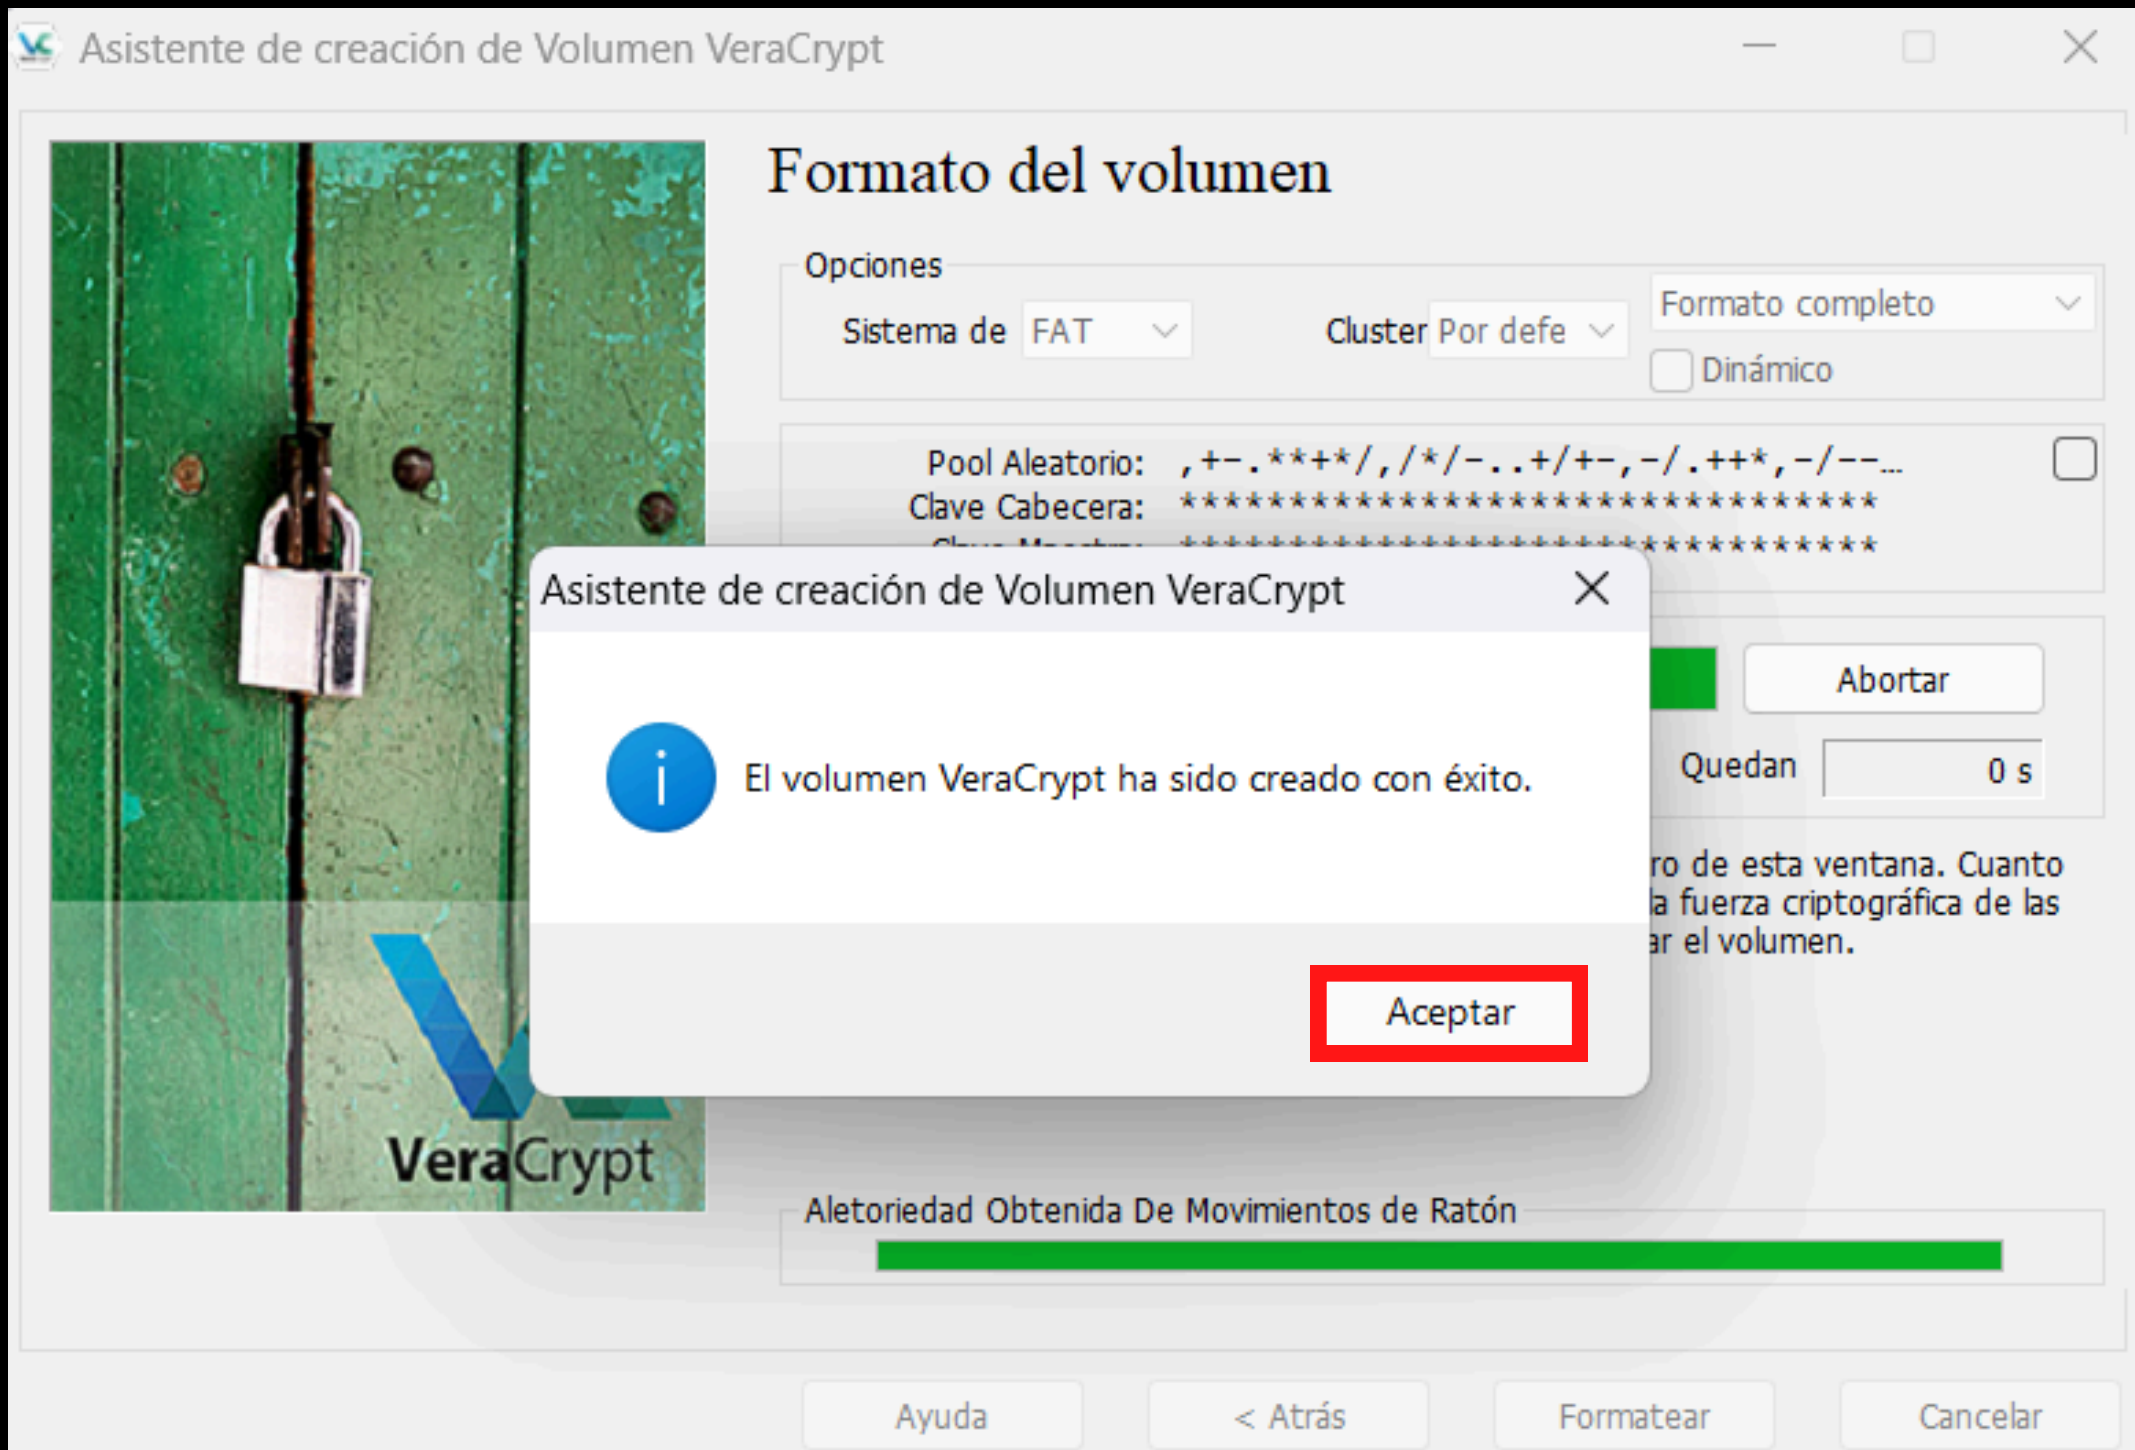 Asistente de creación de Volumen VeraCrypt
Formato del volumen
Opciones
Sistema de FAT Cluster Por defe Formato completo
Dinámico
Pool Aleatorio: ,+-.**+*/,/*/-..+/+-,-/.++*,-/--...
Clave Cabecera: ********************************
Clave Maestra: ********************************
Asistente de creación de Volumen VeraCrypt
El volumen VeraCrypt ha sido creado con éxito.
Aceptar
Abortar
Quedan 0 s
ro de esta ventana. Cuanto
la fuerza criptográfica de las
ar el volumen.
VeraCrypt
Aletoriedad Obtenida De Movimientos de Ratón
Ayuda < Atrás Formatear Cancelar